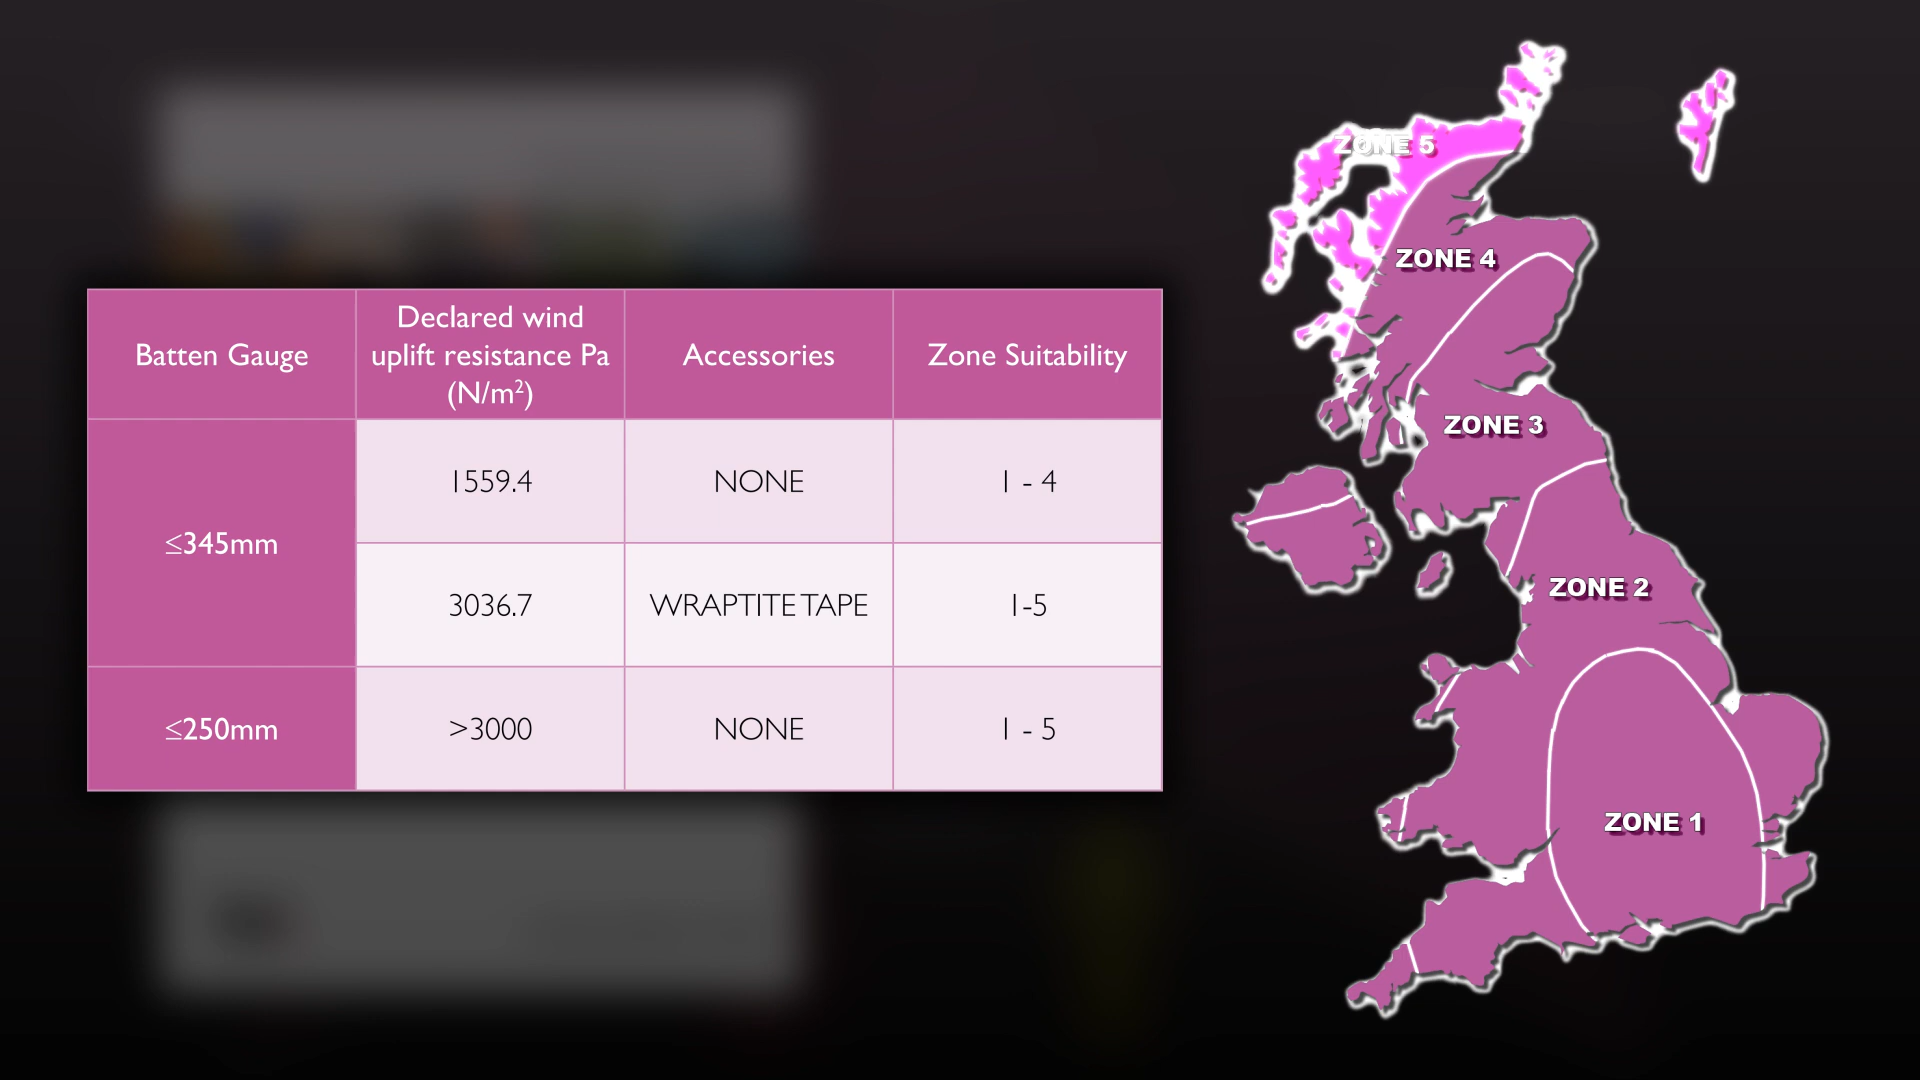 Batten Gauge
Declared wind
uplift resistance Pa
(N/m²)
Accessories
Zone Suitability
≤345mm
1559.4
NONE
1 - 4
3036.7
WRAPTITE TAPE
1-5
≤250mm
>3000
NONE
1 - 5
ZONE 5
ZONE 4
ZONE 3
ZONE 2
ZONE 1